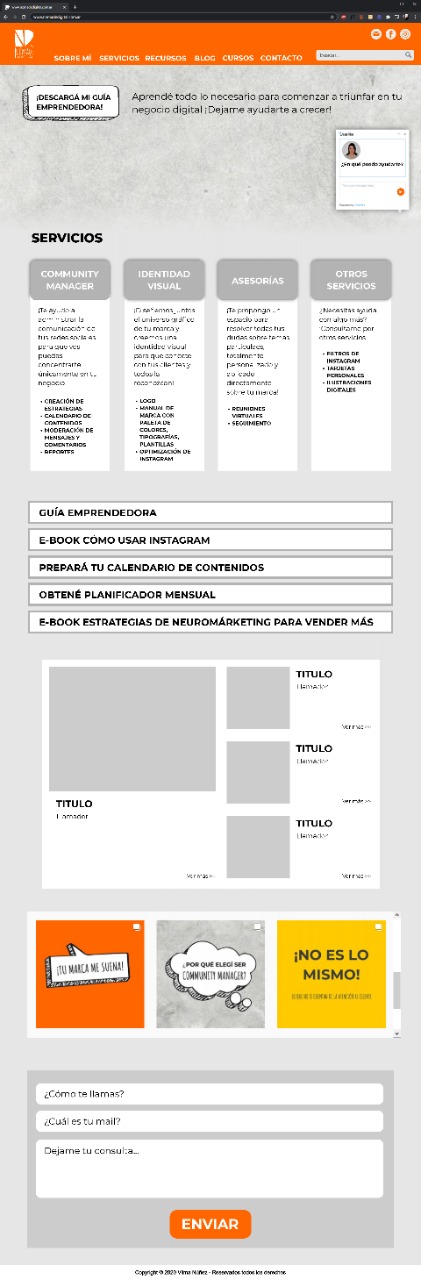 SOBRE MÍ SERVICIOS RECURSOS BLOG CURSOS CONTACTO
¡DESCARGÁ MI GUÍA
EMPRENDEDORA!
Aprendé todo lo necesario para comenzar a triunfar en tu
negocio digital ¡Dejame ayudarte a crecer!
¿En qué puedo ayudarte?
SERVICIOS
COMMUNITY
MANAGER
¡Te ayudo a
administrar la
comunicación de
tus redes sociales
para que vos
puedas
concentrarte
únicamente en tu
negocio!
• CREACIÓN DE
ESTRATEGIAS
• CALENDARIO DE
CONTENIDOS
• MODERACIÓN DE
MENSAJES Y
COMENTARIOS
• REPORTES
IDENTIDAD
VISUAL
¡Diseñemos juntos
el universo gráfico
de tu marca y
creemos una
identidad visual
para que conecte
con tus clientes y
todos la
reconozcan!
• LOGO
• MANUAL DE
MARCA CON
PALETA DE
COLORES,
TIPOGRAFÍAS,
PLANTILLAS
• OPTIMIZACIÓN DE
INSTAGRAM
ASESORÍAS
¡Te propongo un
espacio para
resolver todas tus
dudas sobre temas
particulares,
totalmente
personalizado y
aplicado
directamente
sobre tu marca!
• REUNIONES
VIRTUALES
• SEGUIMIENTO
OTROS
SERVICIOS
¿Necesitás ayuda
con algo más?
¡Consultame por
otros servicios!
• FILTROS DE
INSTAGRAM
• TARJETAS
PERSONALES
• ILUSTRACIONES
DIGITALES
GUÍA EMPRENDEDORA
E-BOOK CÓMO USAR INSTAGRAM
PREPARÁ TU CALENDARIO DE CONTENIDOS
OBTENÉ PLANIFICADOR MENSUAL
E-BOOK ESTRATEGIAS DE NEUROMÁRKETING PARA VENDER MÁS
TITULO
Llamador
Ver más >>
TITULO
Llamador
Ver más >>
TITULO
Llamador
Ver más >>
TITULO
Llamador
Ver más >>
¡TU MARCA ME SUENA!
¿POR QUÉ ELEGÍ SER
COMMUNITY MANAGER?
¡NO ES LO
MISMO!
¿Cómo te llamas?
¿Cuál es tu mail?
Dejame tu consulta...
ENVIAR
Copyright © 2020 Vilma Núñez - Reservados todos los derechos